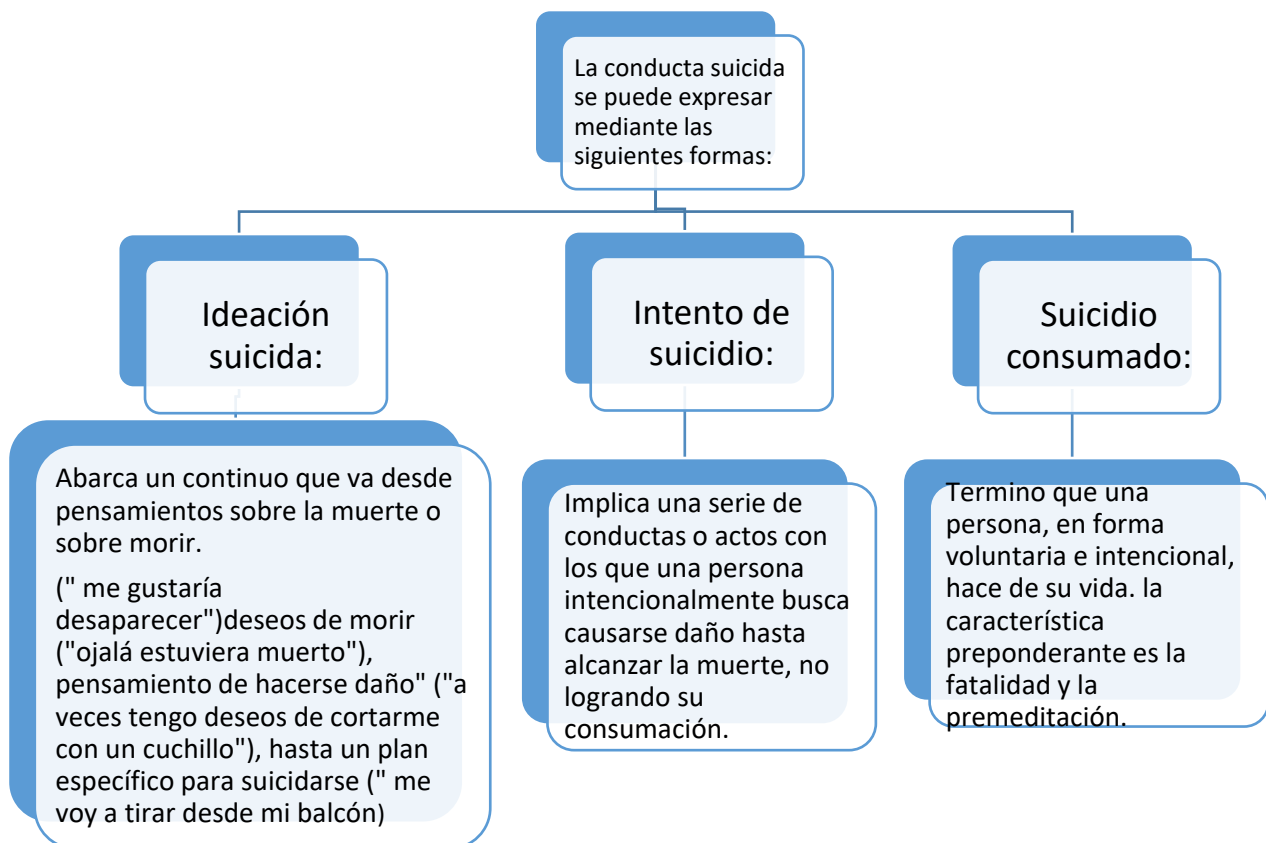 La conducta suicida
se puede expresar
mediante las
siguientes formas:
Ideación
suicida:
Abarca un continuo que va desde
pensamientos sobre la muerte o
sobre morir.
(" me gustaría
desaparecer")deseos de morir
("ojalá estuviera muerto"),
pensamiento de hacerse daño" ("a
veces tengo deseos de cortarme
con un cuchillo"), hasta un plan
específico para suicidarse (" me
voy a tirar desde mi balcón)
Intento de
suicidio:
Implica una serie de
conductas o actos con
los que una persona
intencionalmente busca
causarse daño hasta
alcanzar la muerte, no
logrando su
consumación.
Suicidio
consumado:
Termino que una
persona, en forma
voluntaria e intencional,
hace de su vida. la
característica
preponderante es la
fatalidad y la
premeditación.